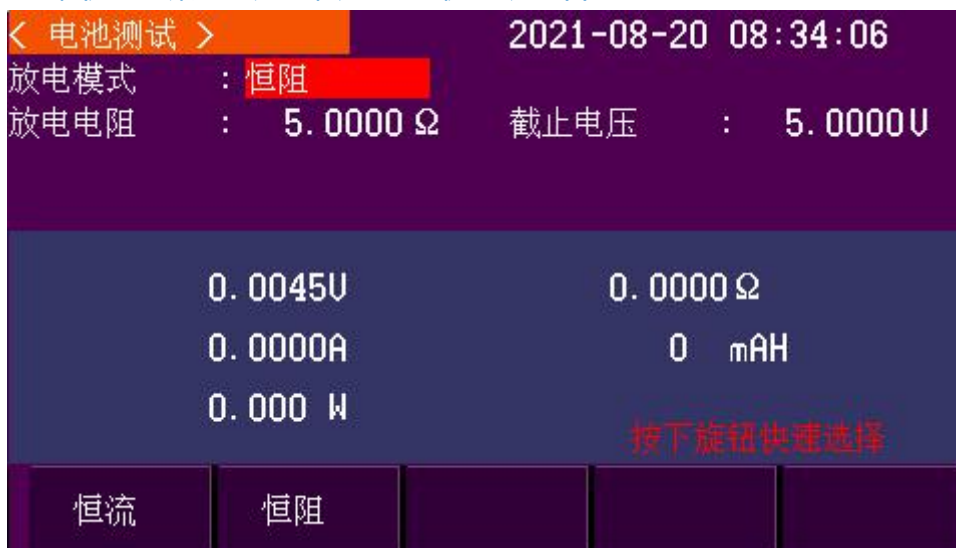 < 电池测试 > 2021-08-20 08:34:06
放电模式 : 恒阻
放电电阻 : 5.0000 Ω 截止电压 : 5.0000V
0.0045V 0.0000Ω
0.0000A 0 mAH
0.000 W
按下旋钮快速选择
恒流 恒阻